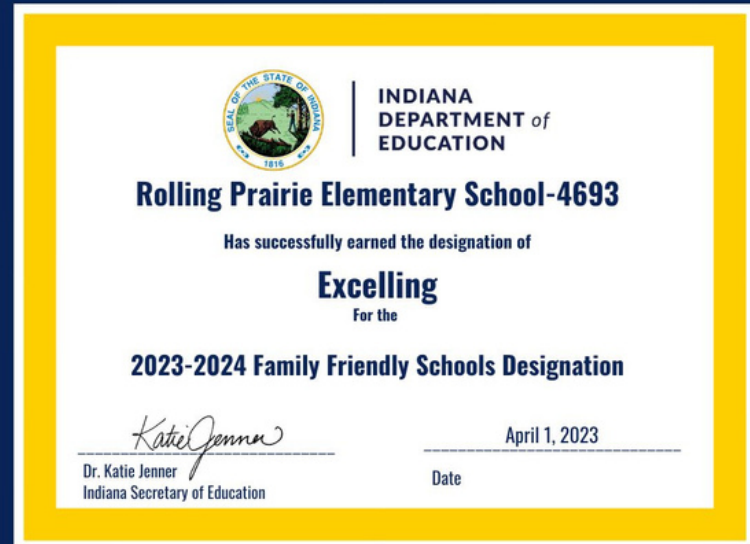 SEAL OF THE STATE OF INDIANA
1816
INDIANA
DEPARTMENT of
EDUCATION
Rolling Prairie Elementary School-4693
Has successfully earned the designation of
Excelling
For the
2023-2024 Family Friendly Schools Designation
Katie Jenner
April 1, 2023
Dr. Katie Jenner
Indiana Secretary of Education
Date